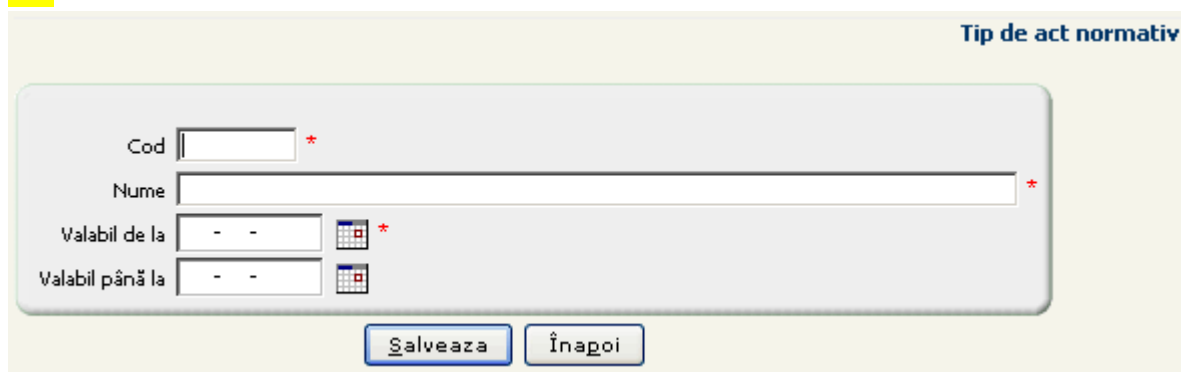 Tip de act normativ
Cod *
Nume *
Valabil de la - - *
Valabil până la - -
Salveaza Înapoi